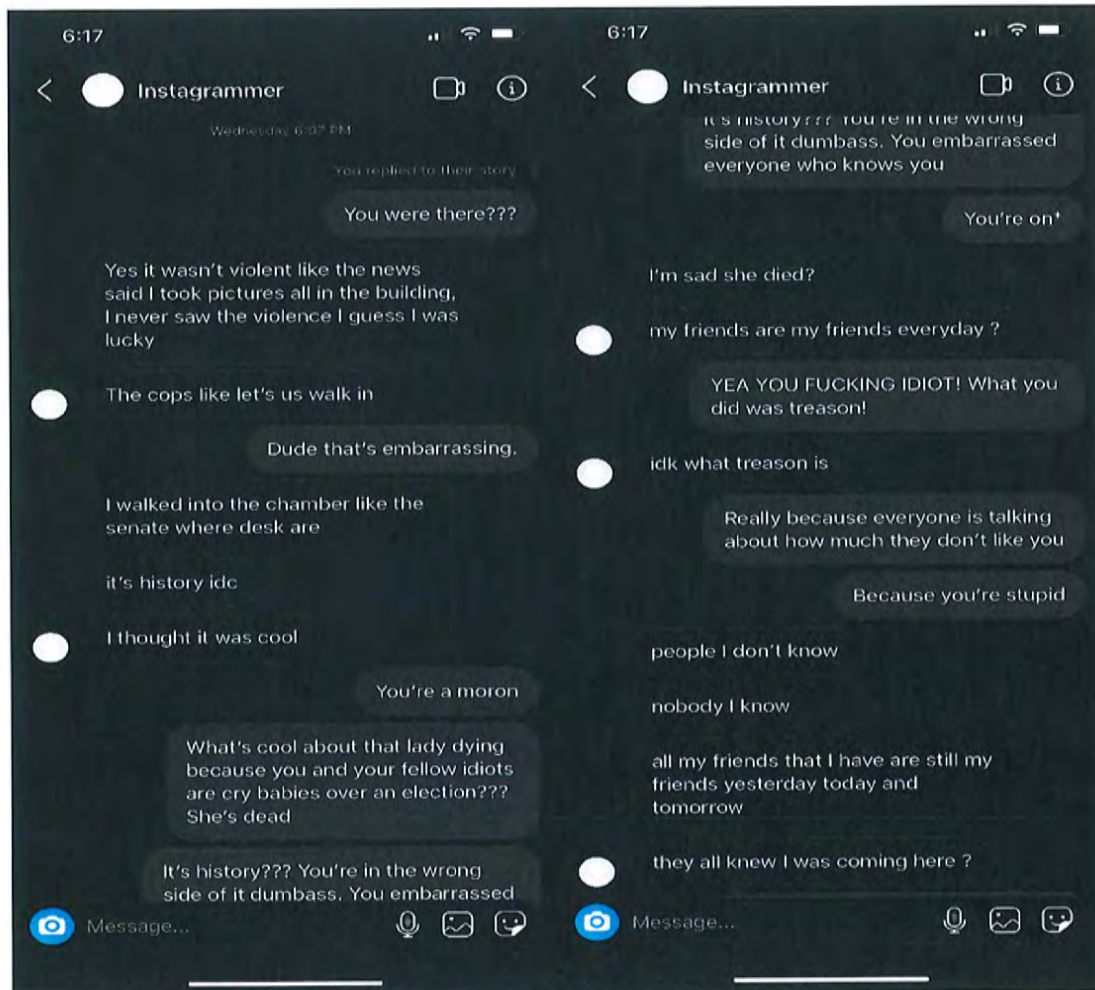 6:17
Instagrammer
Wednesday 6:07 PM
You replied to their story
You were there???
Yes it wasn't violent like the news
said I took pictures all in the building,
I never saw the violence I guess I was
lucky
The cops like let's us walk in
Dude that's embarrassing.
I walked into the chamber like the
senate where desk are
it's history idc
I thought it was cool
You're a moron
What's cool about that lady dying
because you and your fellow idiots
are cry babies over an election???
She's dead
It's history??? You're in the wrong
side of it dumbass. You embarrassed
Message...
6:17
Instagrammer
It's history??? You're in the wrong
side of it dumbass. You embarrassed
everyone who knows you
You're on*
I'm sad she died?
my friends are my friends everyday ?
YEA YOU FUCKING IDIOT! What you
did was treason!
idk what treason is
Really because everyone is talking
about how much they don't like you
Because you're stupid
people I don't know
nobody I know
all my friends that I have are still my
friends yesterday today and
tomorrow
they all knew I was coming here ?
Message...